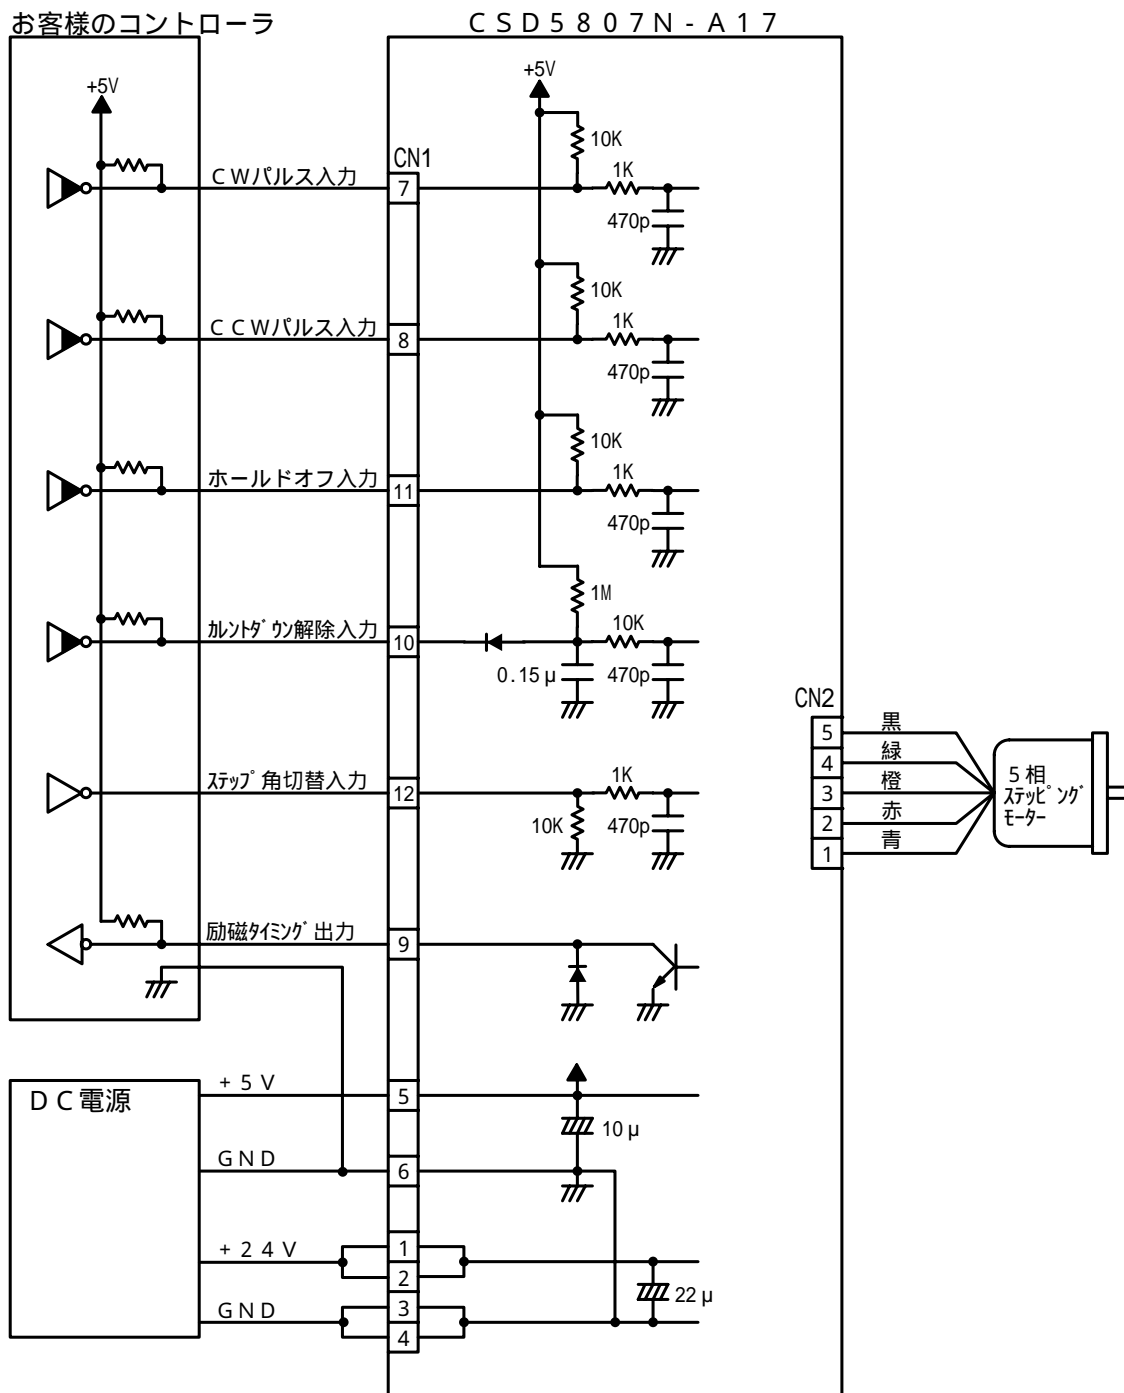 お客様のコントローラ
ＣＳＤ５８０７Ｎ-Ａ１７
+5V
+5V
10K
CN1
ＣＷパルス入力
7
1K
470p
10K
ＣＣＷパルス入力
8
1K
470p
10K
ホールドオフ入力
11
1K
470p
1M
ｶﾚﾝﾄﾀﾞｳﾝ解除入力
10
10K
0.15μ
470p
CN2
5
黒
4
緑
3
橙
2
赤
1
青
５相
ｽﾃｯﾋﾟﾝｸﾞ
ﾓｰﾀｰ
ｽﾃｯﾌﾟ角切替入力
12
1K
10K
470p
励磁ﾀｲﾐﾝｸﾞ出力
9
ＤＣ電源
+５Ｖ
5
10μ
ＧＮＤ
6
+２４Ｖ
1
2
22μ
ＧＮＤ
3
4